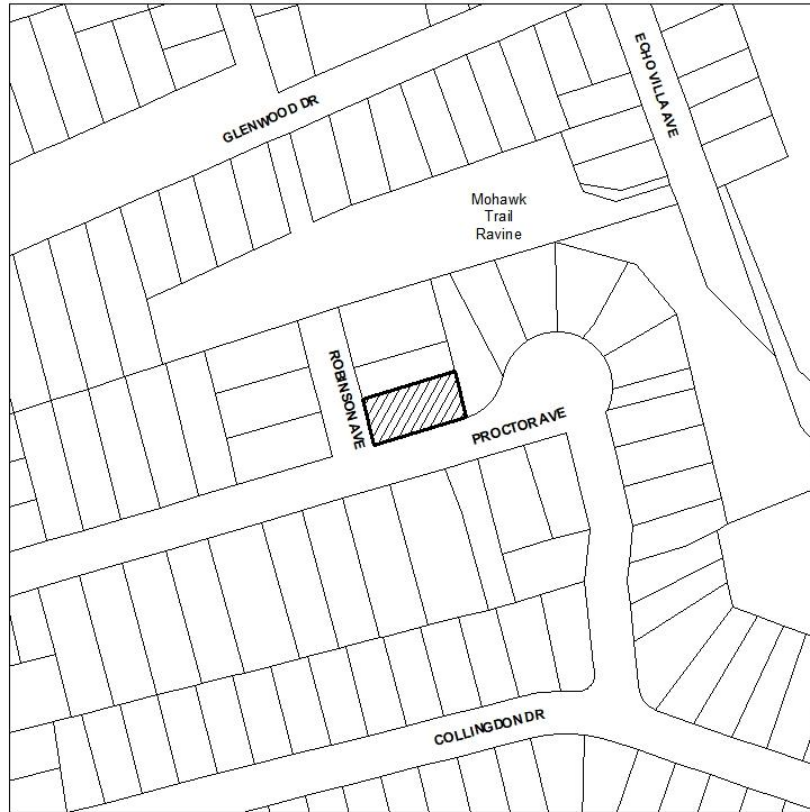 ECHO VILLA AVE
GLENWOOD DR
Mohawk
Trail
Ravine
ROBINSON AVE
PROCTOR AVE
COLLINGDON DR